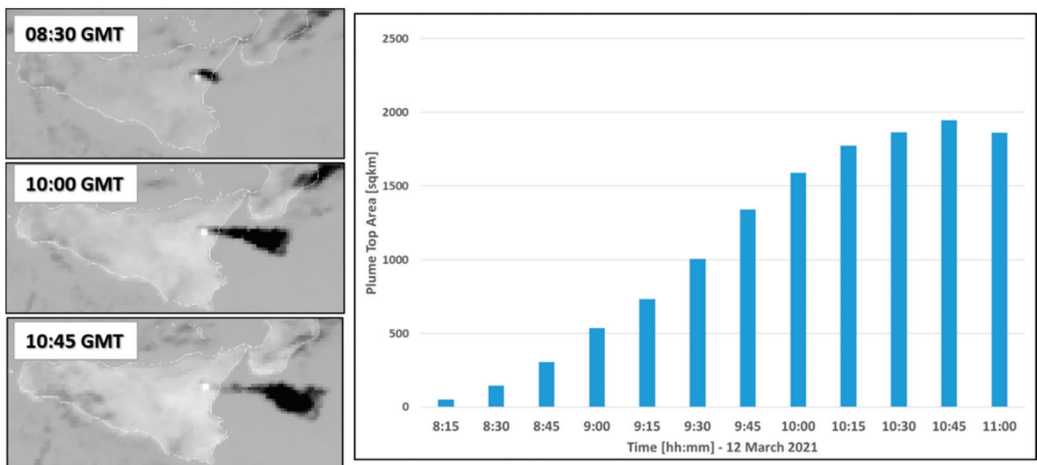 08:30 GMT
10:00 GMT
10:45 GMT
Plume Top Area [sqkm]
2500
2000
1500
1000
500
0
8:15 8:30 8:45 9:00 9:15 9:30 9:45 10:00 10:15 10:30 10:45 11:00
Time [hh:mm] - 12 March 2021